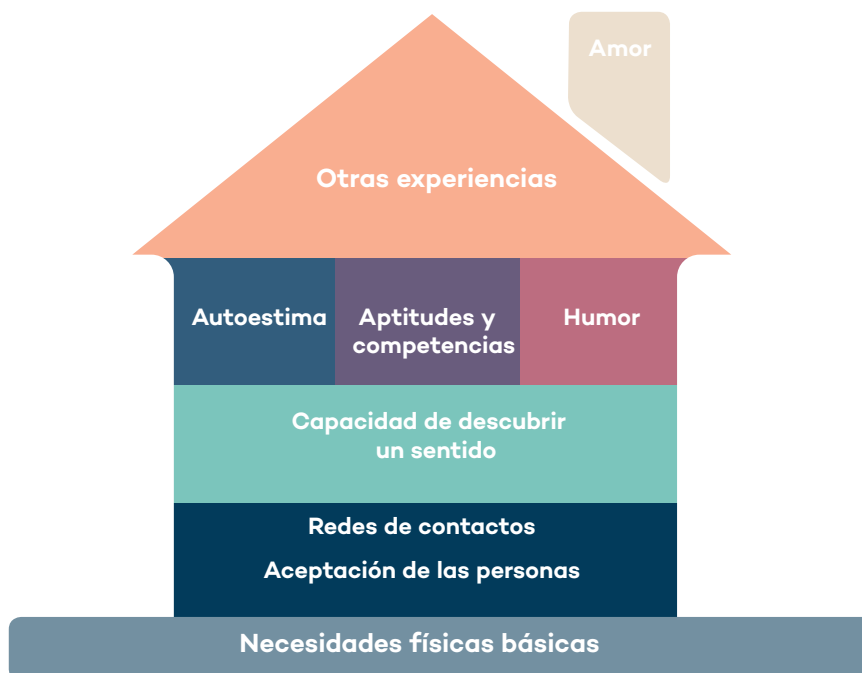 Amor
Otras experiencias
Autoestima
Aptitudes y
competencias
Humor
Capacidad de descubrir
un sentido
Redes de contactos
Aceptación de las personas
Necesidades físicas básicas